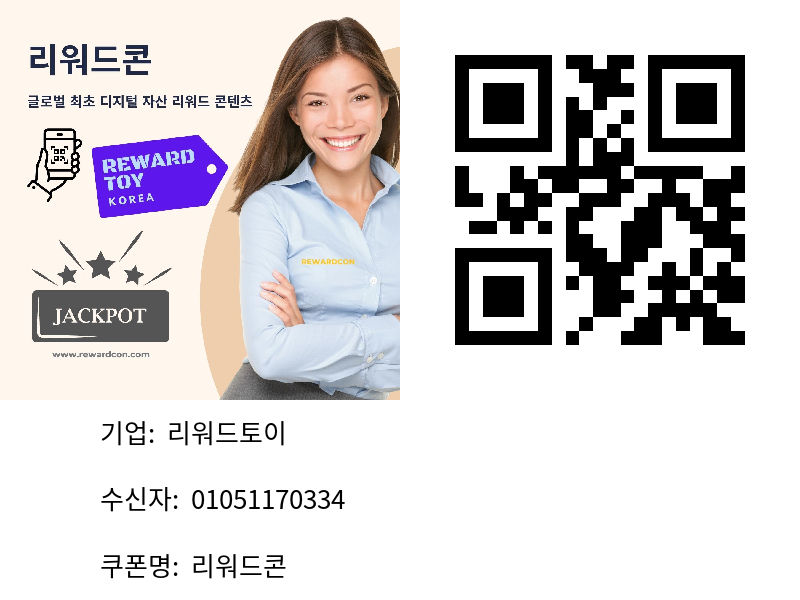 리워드콘
글로벌 최초 디지털 자산 리워드 콘텐츠
REWARD
TOY
KOREA
REWARDCON
JACKPOT
www.rewardcon.com
기업: 리워드토이
수신자: 01051170334
쿠폰명: 리워드콘